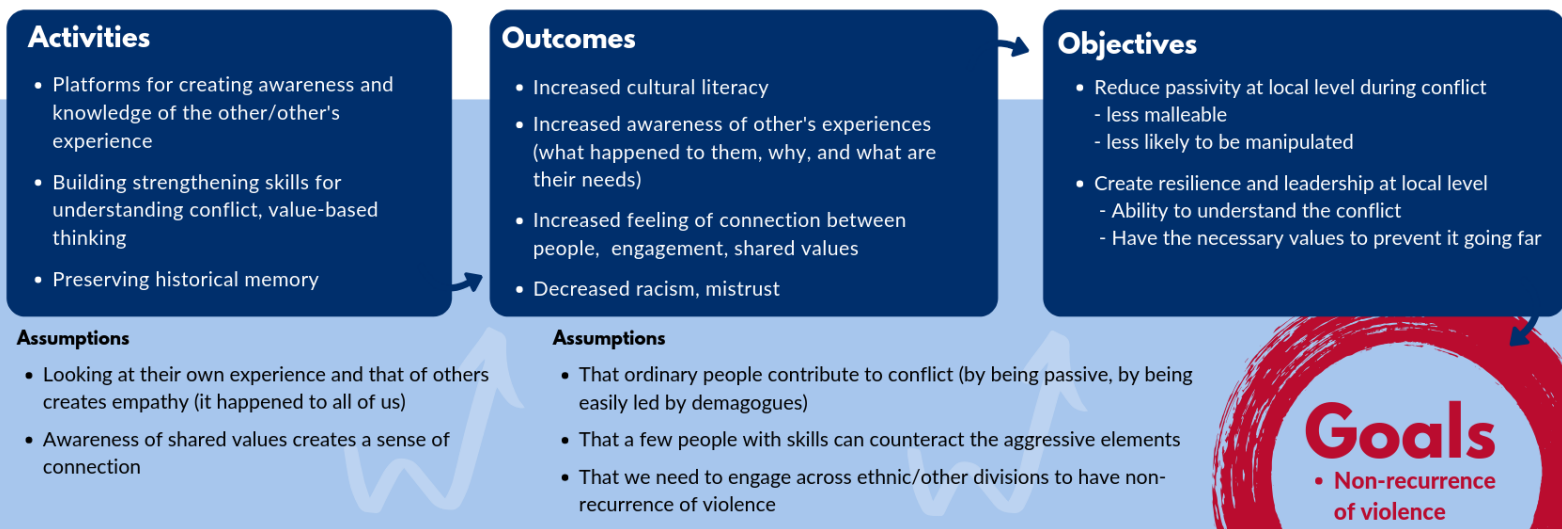 Activities
• Platforms for creating awareness and
knowledge of the other/other's
experience
• Building strengthening skills for
understanding conflict, value-based
thinking
• Preserving historical memory
Assumptions
• Looking at their own experience and that of others
creates empathy (it happened to all of us)
• Awareness of shared values creates a sense of
connection
Outcomes
• Increased cultural literacy
• Increased awareness of other's experiences
(what happened to them, why, and what are
their needs)
• Increased feeling of connection between
people, engagement, shared values
• Decreased racism, mistrust
Assumptions
• That ordinary people contribute to conflict (by being passive, by being
easily led by demagogues)
• That a few people with skills can counteract the aggressive elements
• That we need to engage across ethnic/other divisions to have non-
recurrence of violence
Objectives
• Reduce passivity at local level during conflict
- less malleable
- less likely to be manipulated
• Create resilience and leadership at local level
- Ability to understand the conflict
- Have the necessary values to prevent it going far
Goals
• Non-recurrence
of violence